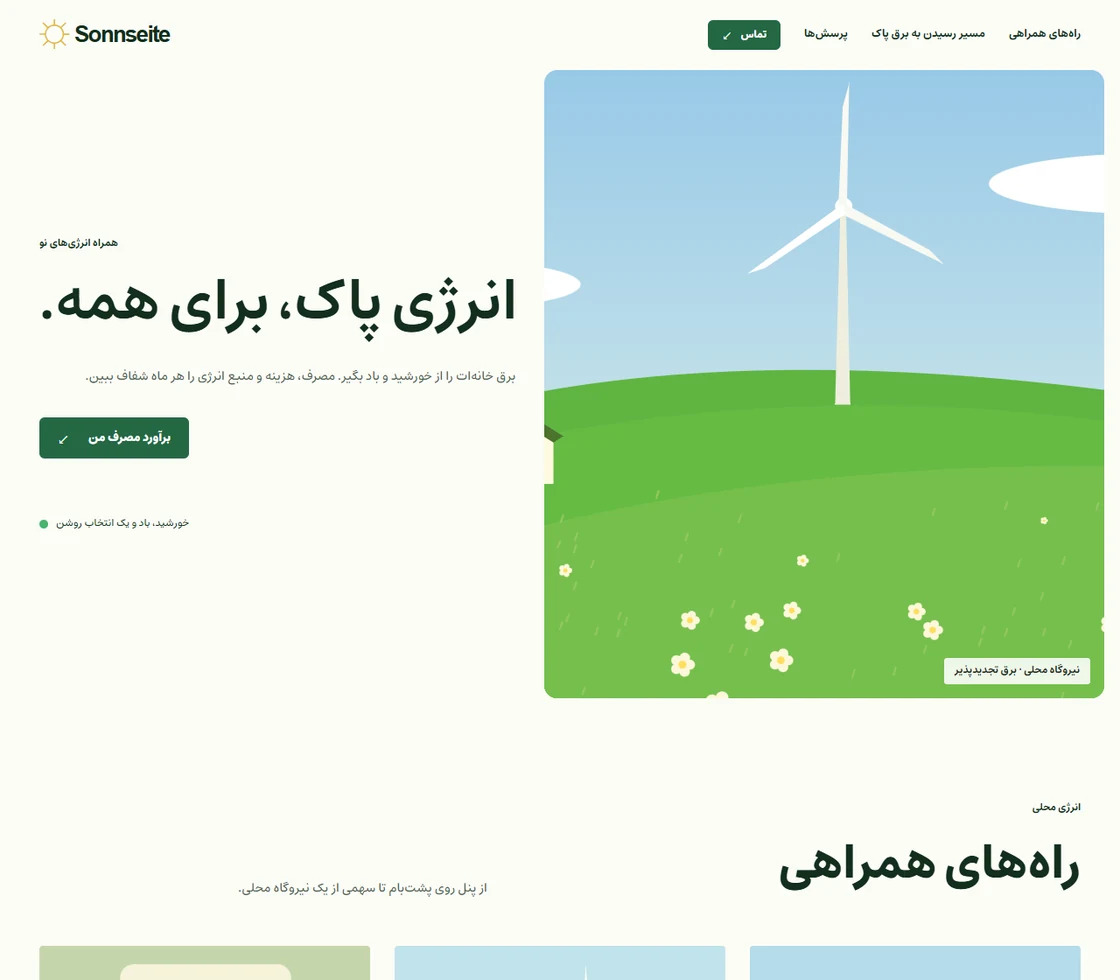 Sonnseite
راه‌های همراهی
مسیر رسیدن به برق پاک
پرسش‌ها
تماس
همراه انرژی‌های نو
انرژی پاک، برای همه.
برق خانه‌ات را از خورشید و باد بگیر. مصرف، هزینه و منبع انرژی را هر ماه شفاف ببین.
برآورد مصرف من
خورشید، باد و یک انتخاب روشن
نیروگاه محلی · برق تجدیدپذیر
انرژی محلی
راه‌های همراهی
از پنل روی پشت‌بام تا سهمی از یک نیروگاه محلی.